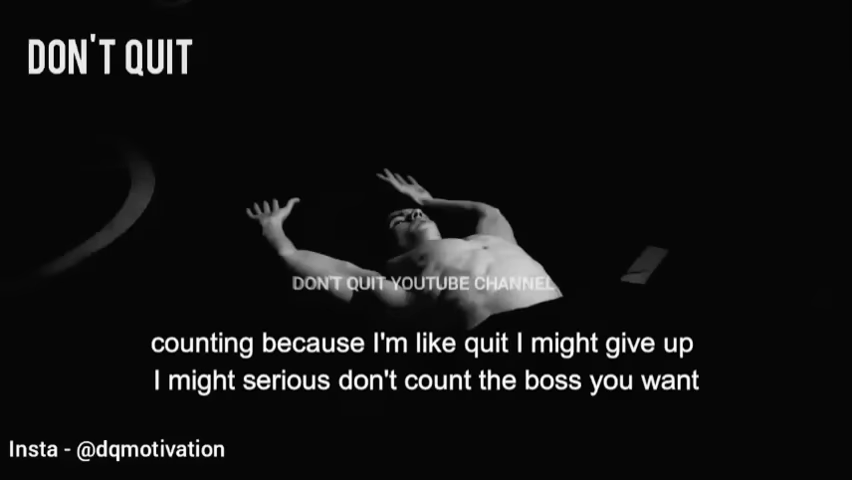 DON'T QUIT
DON'T QUIT YOUTUBE CHANNEL
counting because I'm like quit I might give up
I might serious don't count the boss you want
Insta - @dqmotivation